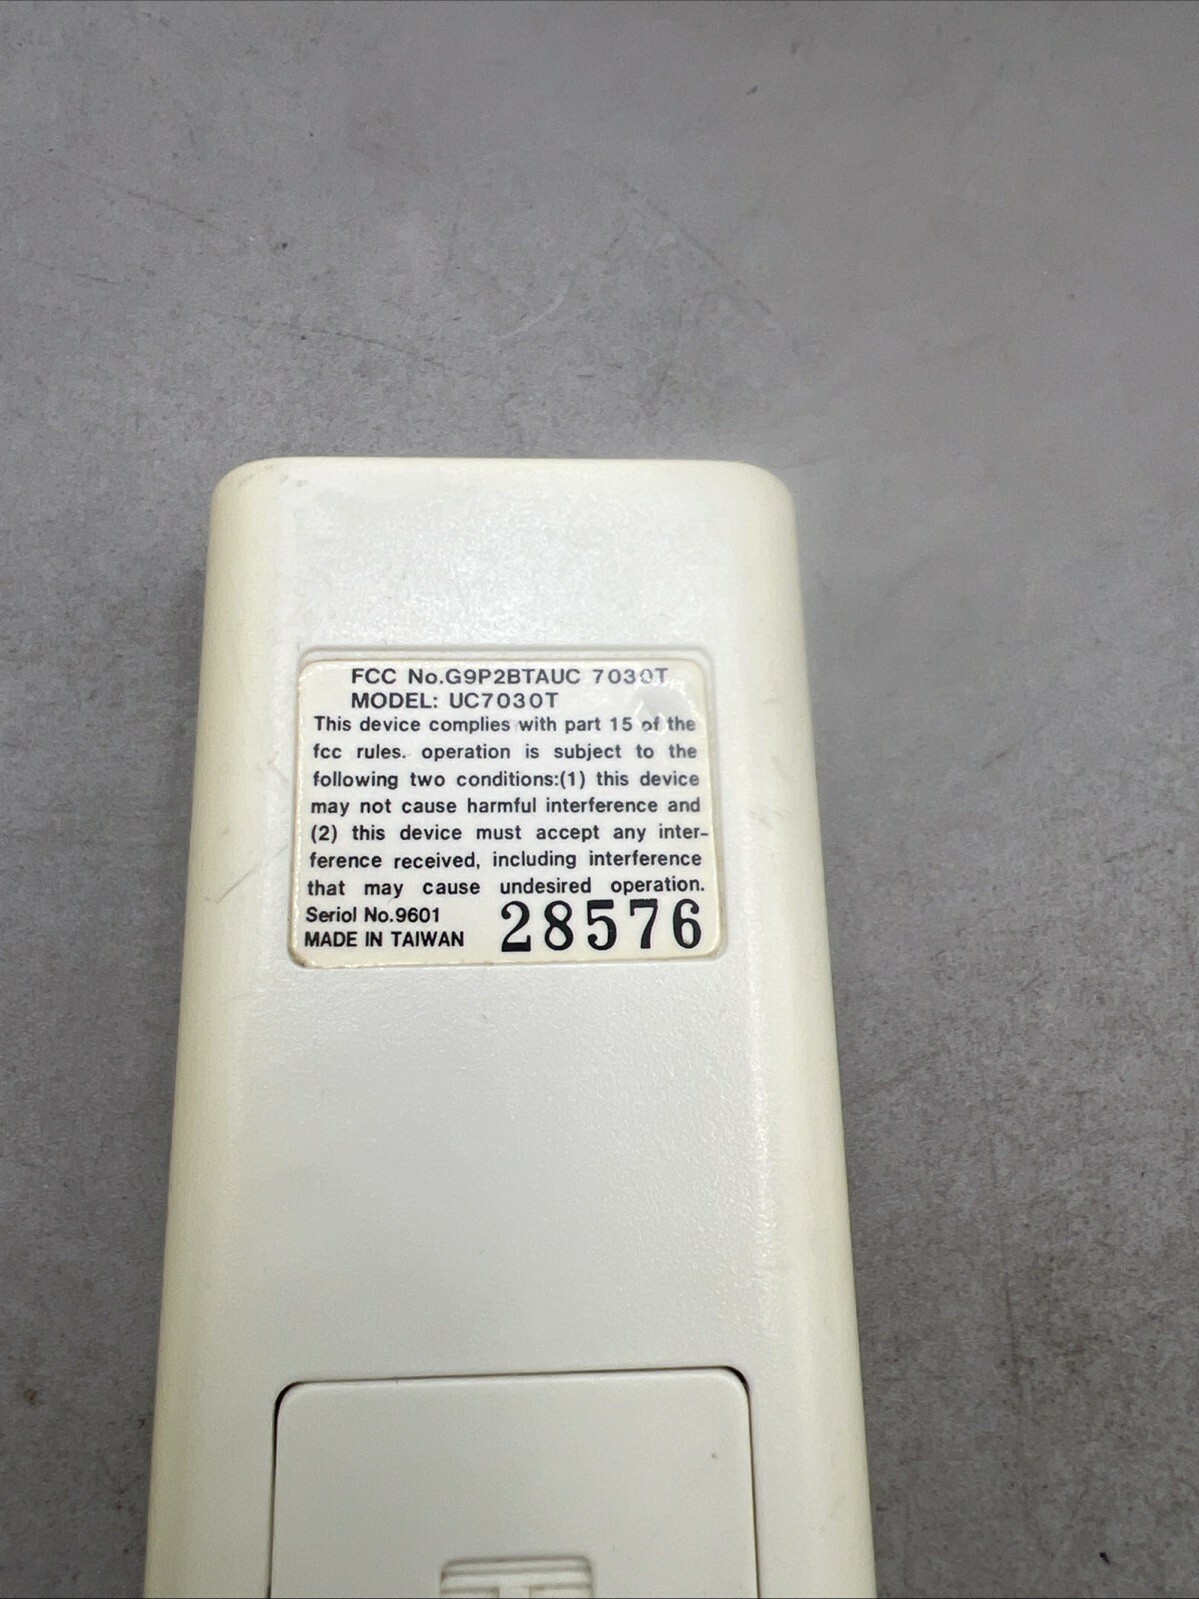 FCC No.G9P2BTAUC 7030T
MODEL: UC7030T
This device complies with part 15 of the
fcc rules. operation is subject to the
following two conditions:(1) this device
may not cause harmful interference and
(2) this device must accept any inter-
ference received, including interference
that may cause undesired operation.
Seriol No.9601 28576
MADE IN TAIWAN